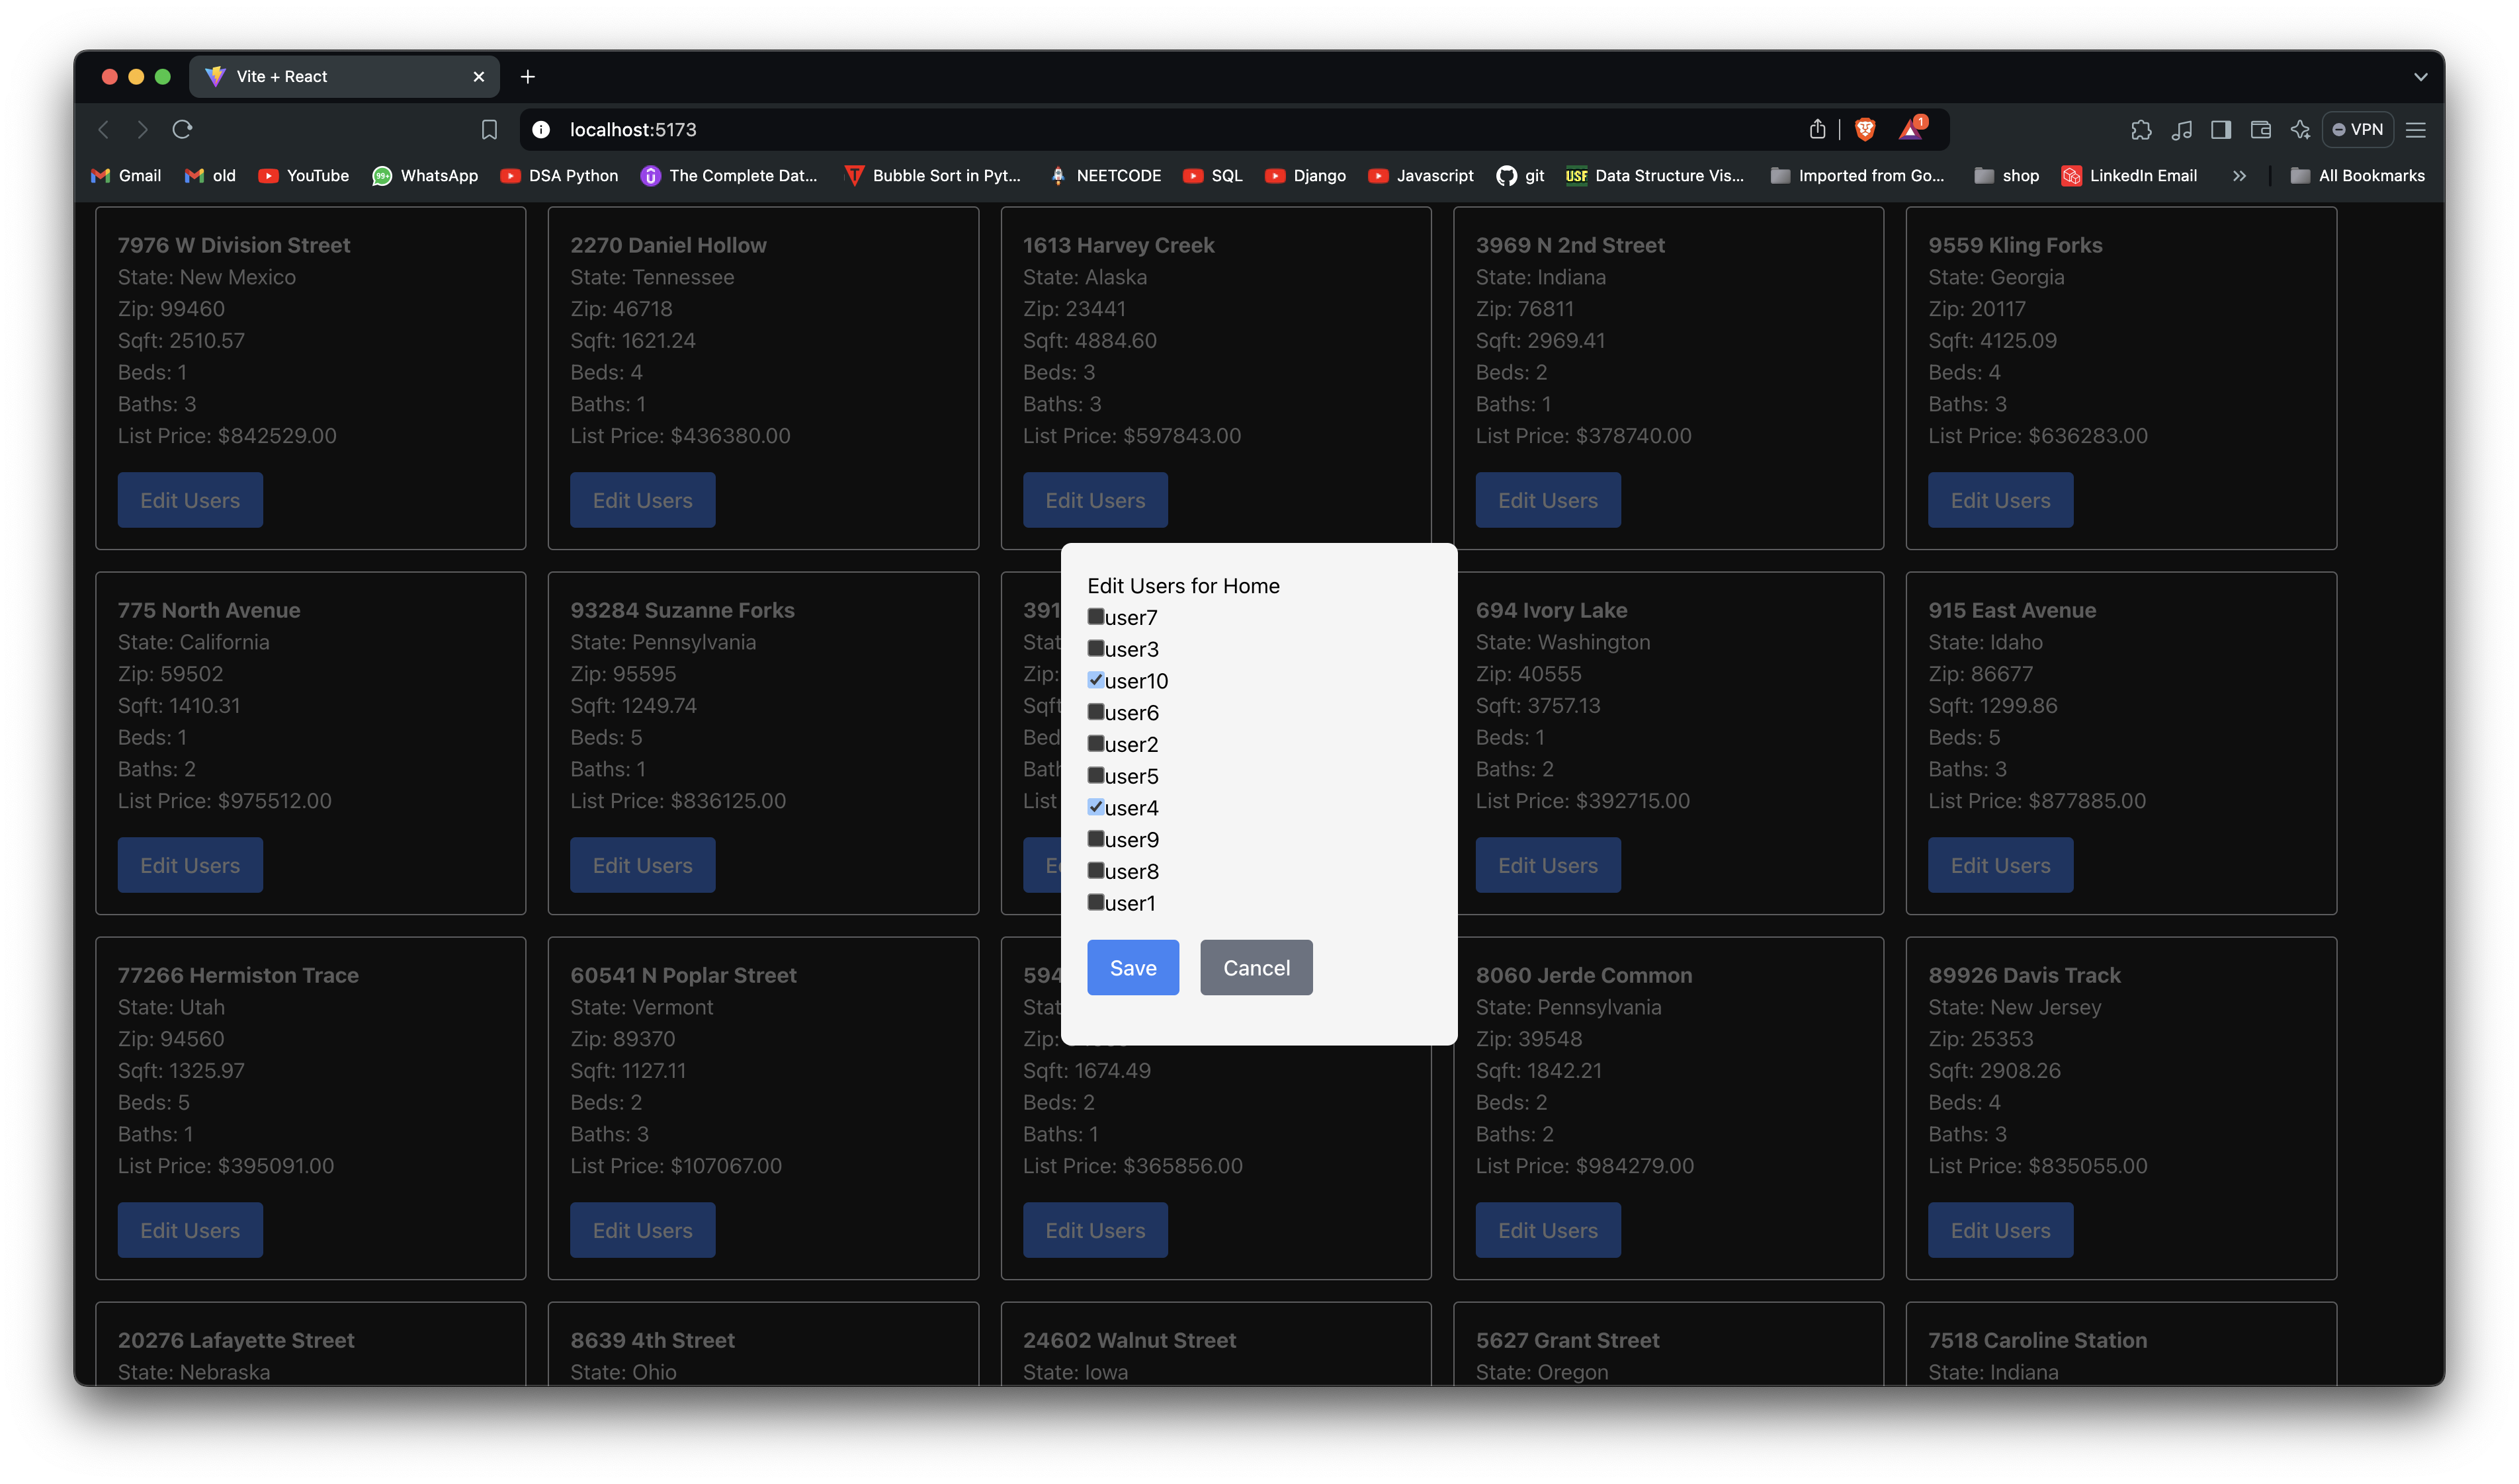 Vite + React
localhost:5173
1
VPN
Gmail old YouTube 99+ WhatsApp DSA Python The Complete Dat... Bubble Sort in Pyt... NEETCODE SQL Django Javascript git USF Data Structure Vis... Imported from Go... shop LinkedIn Email All Bookmarks
7976 W Division Street
State: New Mexico
Zip: 99460
Sqft: 2510.57
Beds: 1
Baths: 3
List Price: $842529.00
Edit Users
2270 Daniel Hollow
State: Tennessee
Zip: 46718
Sqft: 1621.24
Beds: 4
Baths: 1
List Price: $436380.00
Edit Users
1613 Harvey Creek
State: Alaska
Zip: 23441
Sqft: 4884.60
Beds: 3
Baths: 3
List Price: $597843.00
Edit Users
3969 N 2nd Street
State: Indiana
Zip: 76811
Sqft: 2969.41
Beds: 2
Baths: 1
List Price: $378740.00
Edit Users
9559 Kling Forks
State: Georgia
Zip: 20117
Sqft: 4125.09
Beds: 4
Baths: 3
List Price: $636283.00
Edit Users
775 North Avenue
State: California
Zip: 59502
Sqft: 1410.31
Beds: 1
Baths: 2
List Price: $975512.00
Edit Users
93284 Suzanne Forks
State: Pennsylvania
Zip: 95595
Sqft: 1249.74
Beds: 5
Baths: 1
List Price: $836125.00
Edit Users
391
Zip:
List
694 Ivory Lake
State: Washington
Zip: 40555
Sqft: 3757.13
Beds: 1
Baths: 2
List Price: $392715.00
Edit Users
915 East Avenue
State: Idaho
Zip: 86677
Sqft: 1299.86
Beds: 5
Baths: 3
List Price: $877885.00
Edit Users
Edit Users for Home
user7
user3
user10
user6
user2
user5
user4
user9
user8
user1
Save Cancel
77266 Hermiston Trace
State: Utah
Zip: 94560
Sqft: 1325.97
Beds: 5
Baths: 1
List Price: $395091.00
Edit Users
60541 N Poplar Street
State: Vermont
Zip: 89370
Sqft: 1127.11
Beds: 2
Baths: 3
List Price: $107067.00
Edit Users
594
Zip:
Sqft: 1674.49
Beds: 2
Baths: 1
List Price: $365856.00
Edit Users
8060 Jerde Common
State: Pennsylvania
Zip: 39548
Sqft: 1842.21
Beds: 2
Baths: 2
List Price: $984279.00
Edit Users
89926 Davis Track
State: New Jersey
Zip: 25353
Sqft: 2908.26
Beds: 4
Baths: 3
List Price: $835055.00
Edit Users
20276 Lafayette Street
State: Nebraska
8639 4th Street
State: Ohio
24602 Walnut Street
State: Iowa
5627 Grant Street
State: Oregon
7518 Caroline Station
State: Indiana